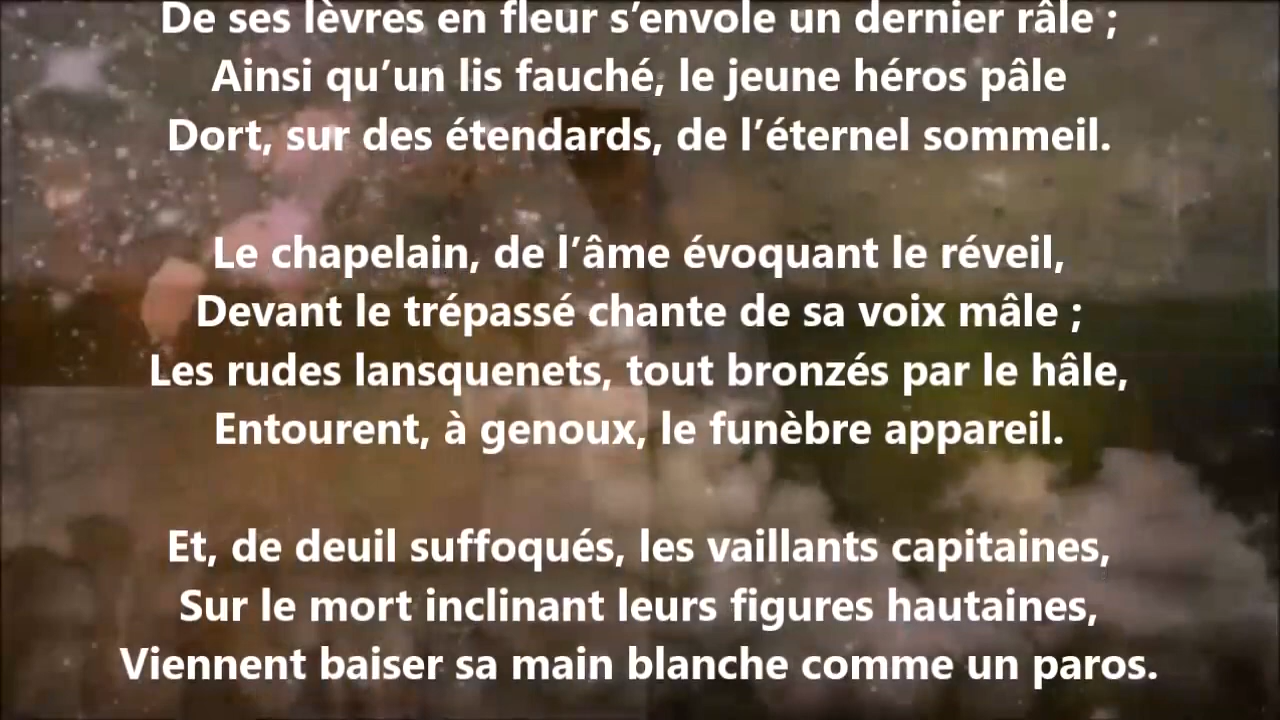 De ses lèvres en fleur s’envole un dernier râle ;
Ainsi qu’un lis fauché, le jeune héros pâle
Dort, sur des étendards, de l’éternel sommeil.
Le chapelain, de l’âme évoquant le réveil,
Devant le trépassé chante de sa voix mâle ;
Les rudes lansquenets, tout bronzés par le hâle,
Entourent, à genoux, le funèbre appareil.
Et, de deuil suffoqués, les vaillants capitaines,
Sur le mort inclinant leurs figures hautaines,
Viennent baiser sa main blanche comme un paros.